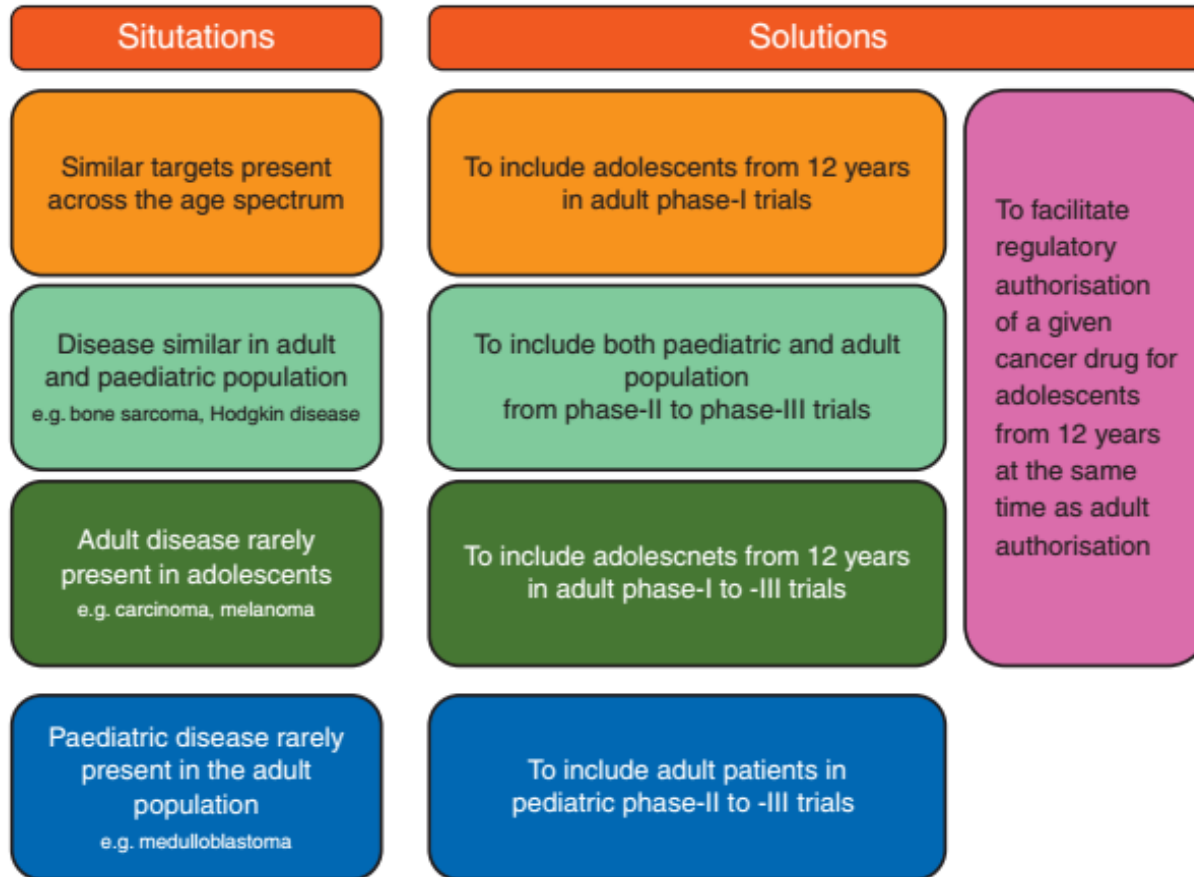 Situtations
Solutions
Similar targets present
across the age spectrum
To include adolescents from 12 years
in adult phase-I trials
Disease similar in adult
and paediatric population
e.g. bone sarcoma, Hodgkin disease
To include both paediatric and adult
population
from phase-II to phase-III trials
Adult disease rarely
present in adolescents
e.g. carcinoma, melanoma
To include adolescnets from 12 years
in adult phase-I to -III trials
To facilitate
regulatory
authorisation
of a given
cancer drug for
adolescents
from 12 years
at the same
time as adult
authorisation
Paediatric disease rarely
present in the adult
population
e.g. medulloblastoma
To include adult patients in
pediatric phase-II to -III trials